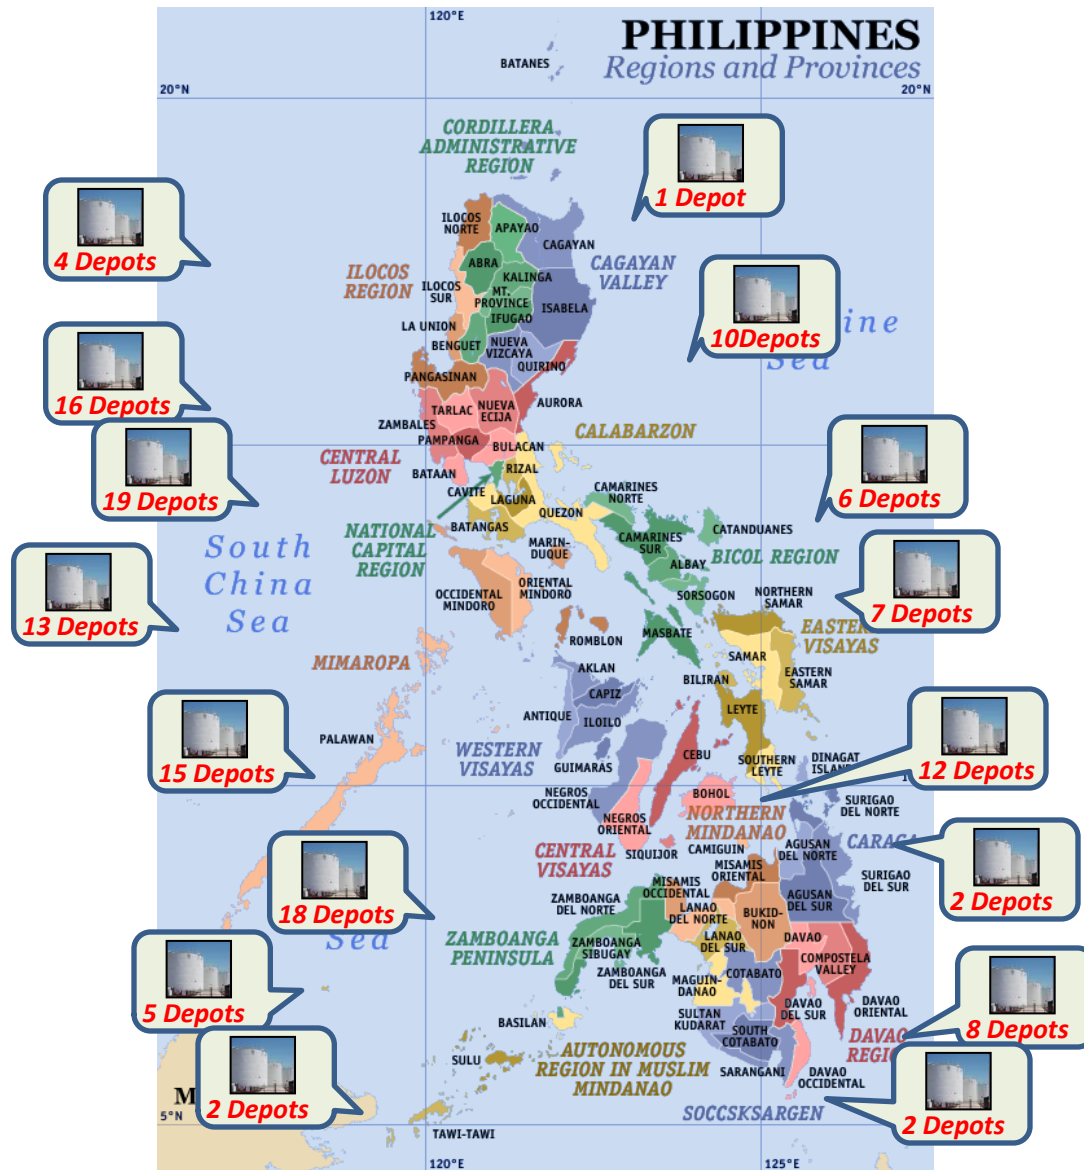 120°E
PHILIPPINES
Regions and Provinces
BATANES
20°N
20°N
CORDILLERA
ADMINISTRATIVE
REGION
1 Depot
4 Depots
ILOCOS
NORTE
APAYAO
CAGAYAN
ABRA
CAGAYAN
VALLEY
ILOCOS
REGION
KALINGA
ILOCOS
SUR
MT.
PROVINCE
ISABELA
IFUGAO
LA UNION
BENGUET
NUEVA
VIZCAYA
QUIRINO
10Depots
ine
Sea
PANGASINAN
16 Depots
TARLAC
NUEVA
ECIJA
AURORA
ZAMBALES
PAMPANGA
BULACAN
CALABARZON
CENTRAL
LUZON
BATAAN
RIZAL
19 Depots
CAVITE
LAGUNA
CAMARINES
NORTE
6 Depots
QUEZON
NATIONAL
CAPITAL
REGION
BATANGAS
CATANDUANES
CAMARINES
SUR
MARIN-
DUQUE
BICOL REGION
South
China
Sea
ALBAY
OCCIDENTAL
MINDORO
ORIENTAL
MINDORO
SORSOGON
NORTHERN
SAMAR
13 Depots
7 Depots
ROMBLON
MASBATE
EASTERN
VISAYAS
MIMAROPA
SAMAR
AKLAN
BILIRAN
EASTERN
SAMAR
CAPIZ
ANTIQUE
ILOILO
LEYTE
PALAWAN
WESTERN
VISAYAS
CEBU
GUIMARAS
SOUTHERN
LEYTE
DINAGAT
15 Depots
12 Depots
NEGROS
OCCIDENTAL
BOHOL
SURIGAO
DEL NORTE
NEGROS
ORIENTAL
NORTHERN
MINDANAO
CENTRAL
VISAYAS
SIQUIJOR
CAMIGUIN
AGUSAN
DEL NORTE
CARAGA
MISAMIS
ORIENTAL
SURIGAO
DEL SUR
MISAMIS
OCCIDENTAL
AGUSAN
DEL SUR
2 Depots
18 Depots
Sea
ZAMBOANGA
DEL NORTE
LANAO
DEL NORTE
BUKID-
NON
ZAMBOANGA
PENINSULA
ZAMBOANGA
SIBUGAY
LANAO
DEL SUR
DAVAO
COMPOSTELA
VALLEY
ZAMBOANGA
DEL SUR
COTABATO
MAGUIN-
DANAO
5 Depots
DAVAO
DEL SUR
DAVAO
ORIENTAL
BASILAN
SULTAN
KUDARAT
SOUTH
COTABATO
8 Depots
DAVAO
REGI
SULU
AUTONOMOUS
REGION IN MUSLIM
MINDANAO
SARANGANI
DAVAO
OCCIDENTAL
M
2 Depots
2 Depots
5°N
SOCCSKSARGEN
TAWI-TAWI
120°E
125°E